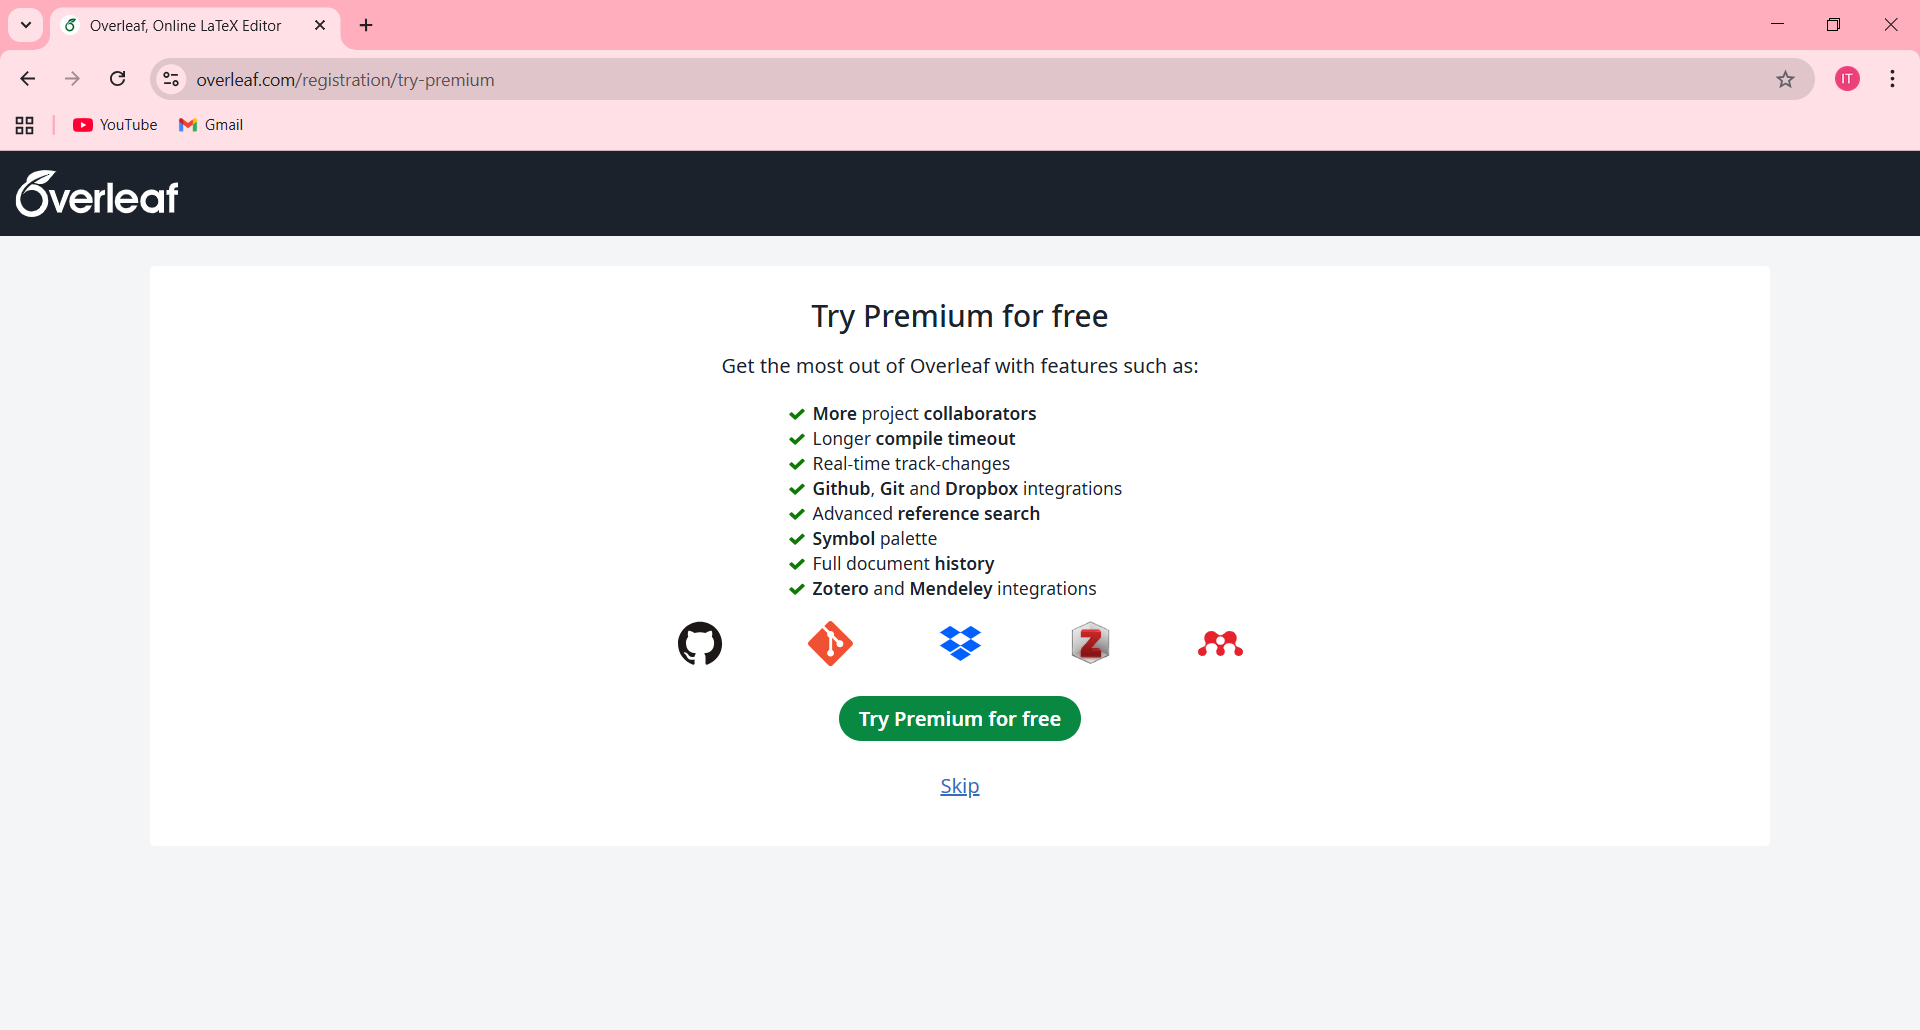 Overleaf, Online LaTeX Editor
overleaf.com/registration/try-premium
IT
YouTube
Gmail
Overleaf
Try Premium for free
Get the most out of Overleaf with features such as:
More project collaborators
Longer compile timeout
Real-time track-changes
Github, Git and Dropbox integrations
Advanced reference search
Symbol palette
Full document history
Zotero and Mendeley integrations
Z
Try Premium for free
Skip